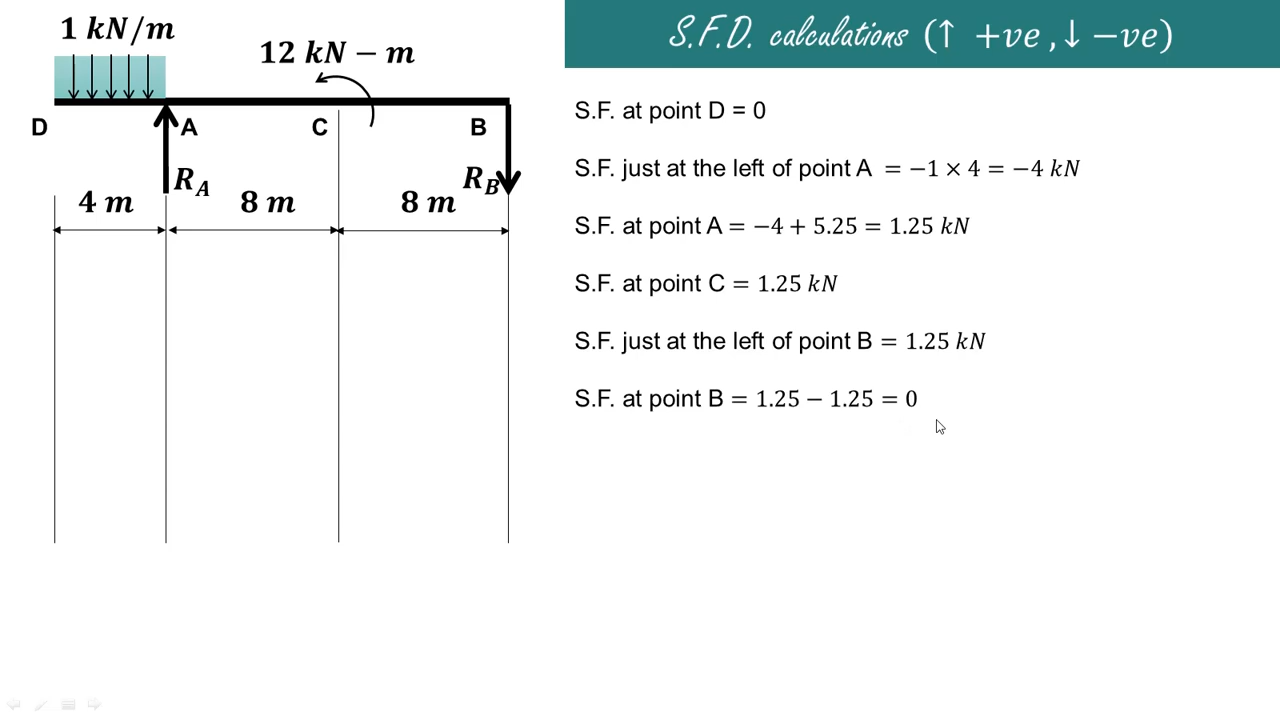 1 kN/m
12 kN − m
D
A
C
B
R_A
R_B
4 m
8 m
8 m
S.F.D. calculations (↑ +ve ,↓ −ve)
S.F. at point D = 0
S.F. just at the left of point A = −1 × 4 = −4 kN
S.F. at point A = −4 + 5.25 = 1.25 kN
S.F. at point C = 1.25 kN
S.F. just at the left of point B = 1.25 kN
S.F. at point B = 1.25 − 1.25 = 0